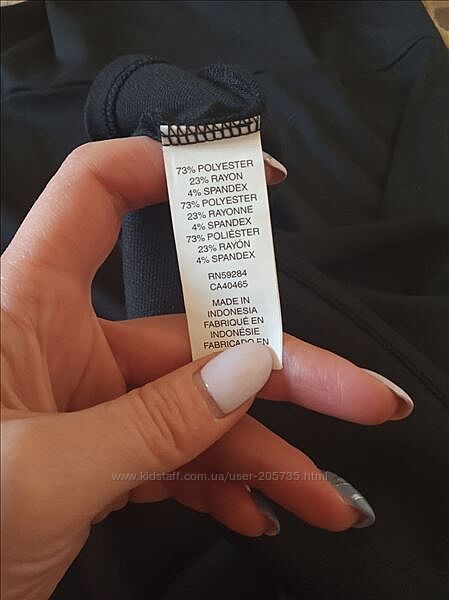 73% POLYESTER
23% RAYON
4% SPANDEX
73% POLYESTER
23% RAYONNE
4% SPANDEX
73% POLIÉSTER
23% RAYÓN
4% SPANDEX
RN59284
CA40465
MADE IN
INDONESIA
FABRIQUÉ EN
INDONÉSIE
FABRICADO EN
www.kidstaff.com.ua/user-205735.html